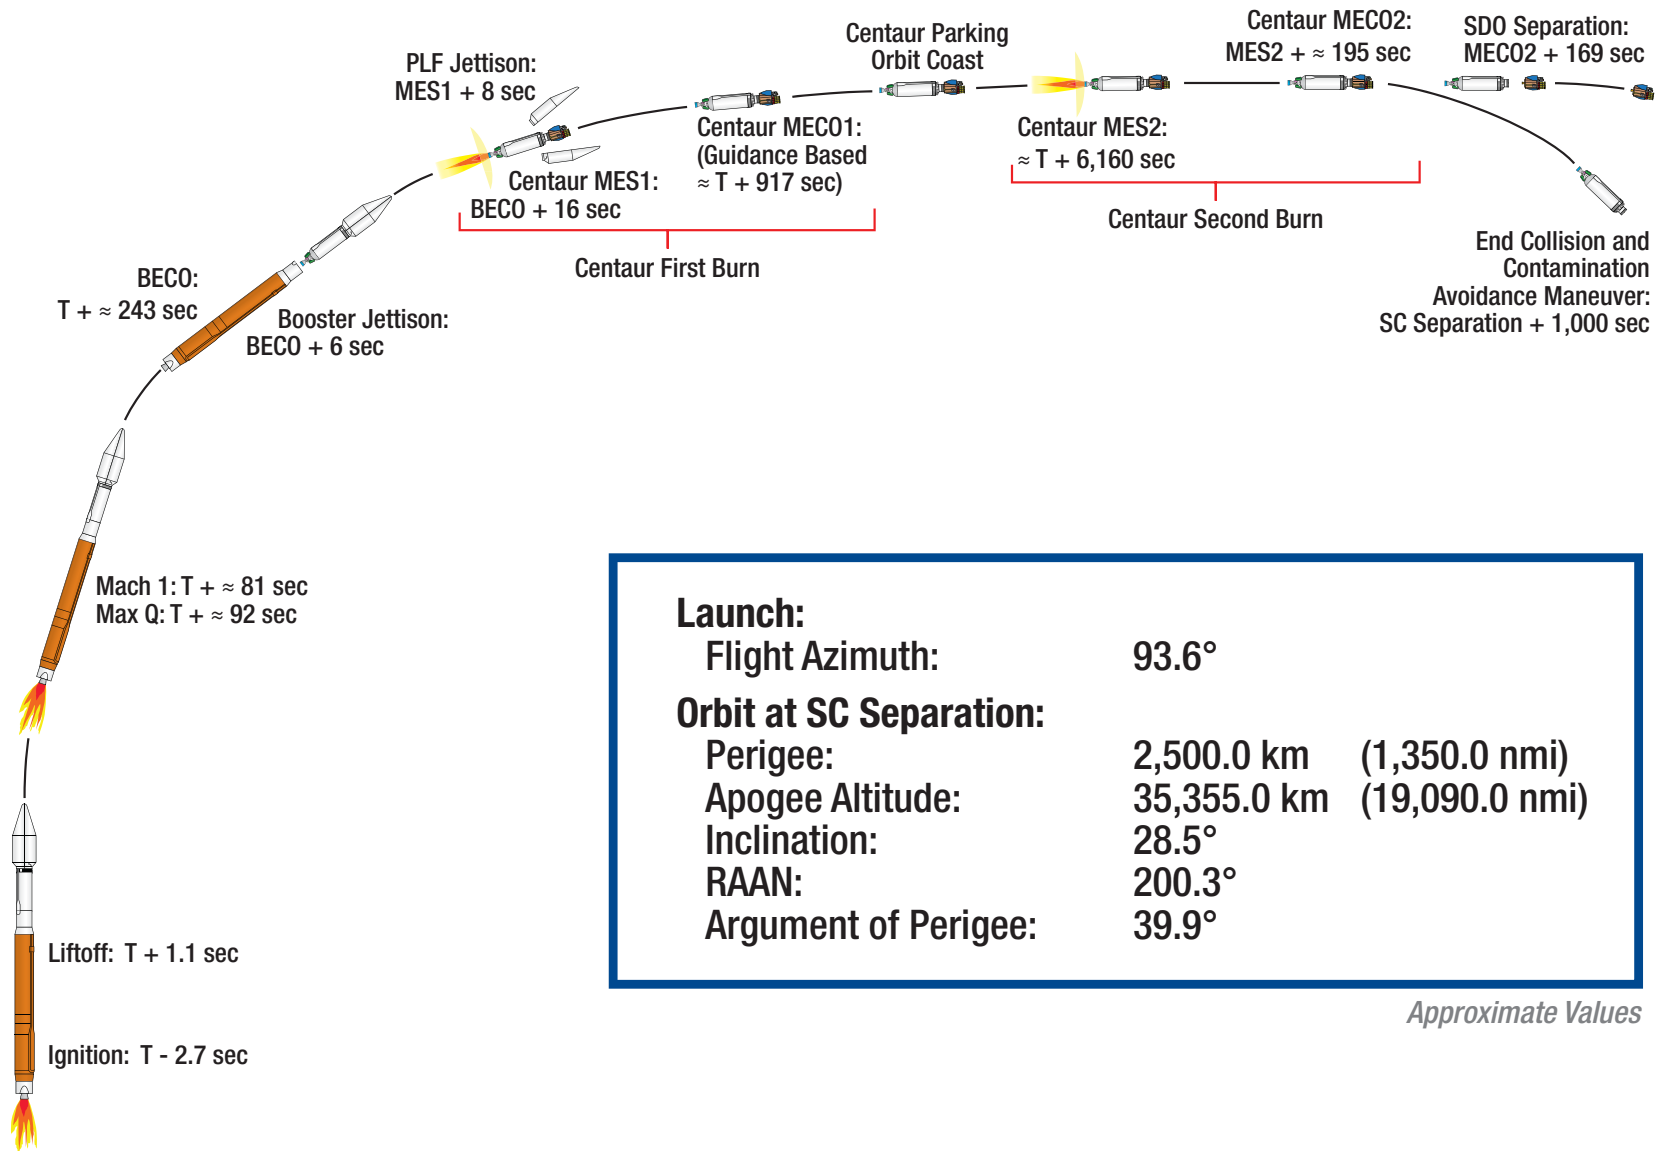 PLF Jettison:
MES1 + 8 sec
Centaur Parking
Orbit Coast
Centaur MECO2:
MES2 + ≈ 195 sec
SDO Separation:
MECO2 + 169 sec
Centaur MECO1:
(Guidance Based
≈ T + 917 sec)
Centaur MES2:
≈ T + 6,160 sec
Centaur MES1:
BECO + 16 sec
Centaur First Burn
Centaur Second Burn
End Collision and
Contamination
Avoidance Maneuver:
SC Separation + 1,000 sec
BECO:
T + ≈ 243 sec
Booster Jettison:
BECO + 6 sec
Mach 1: T + ≈ 81 sec
Max Q: T + ≈ 92 sec
Liftoff: T + 1.1 sec
Ignition: T - 2.7 sec
Launch:
Flight Azimuth: 93.6°
Orbit at SC Separation:
Perigee: 2,500.0 km (1,350.0 nmi)
Apogee Altitude: 35,355.0 km (19,090.0 nmi)
Inclination: 28.5°
RAAN: 200.3°
Argument of Perigee: 39.9°
Approximate Values